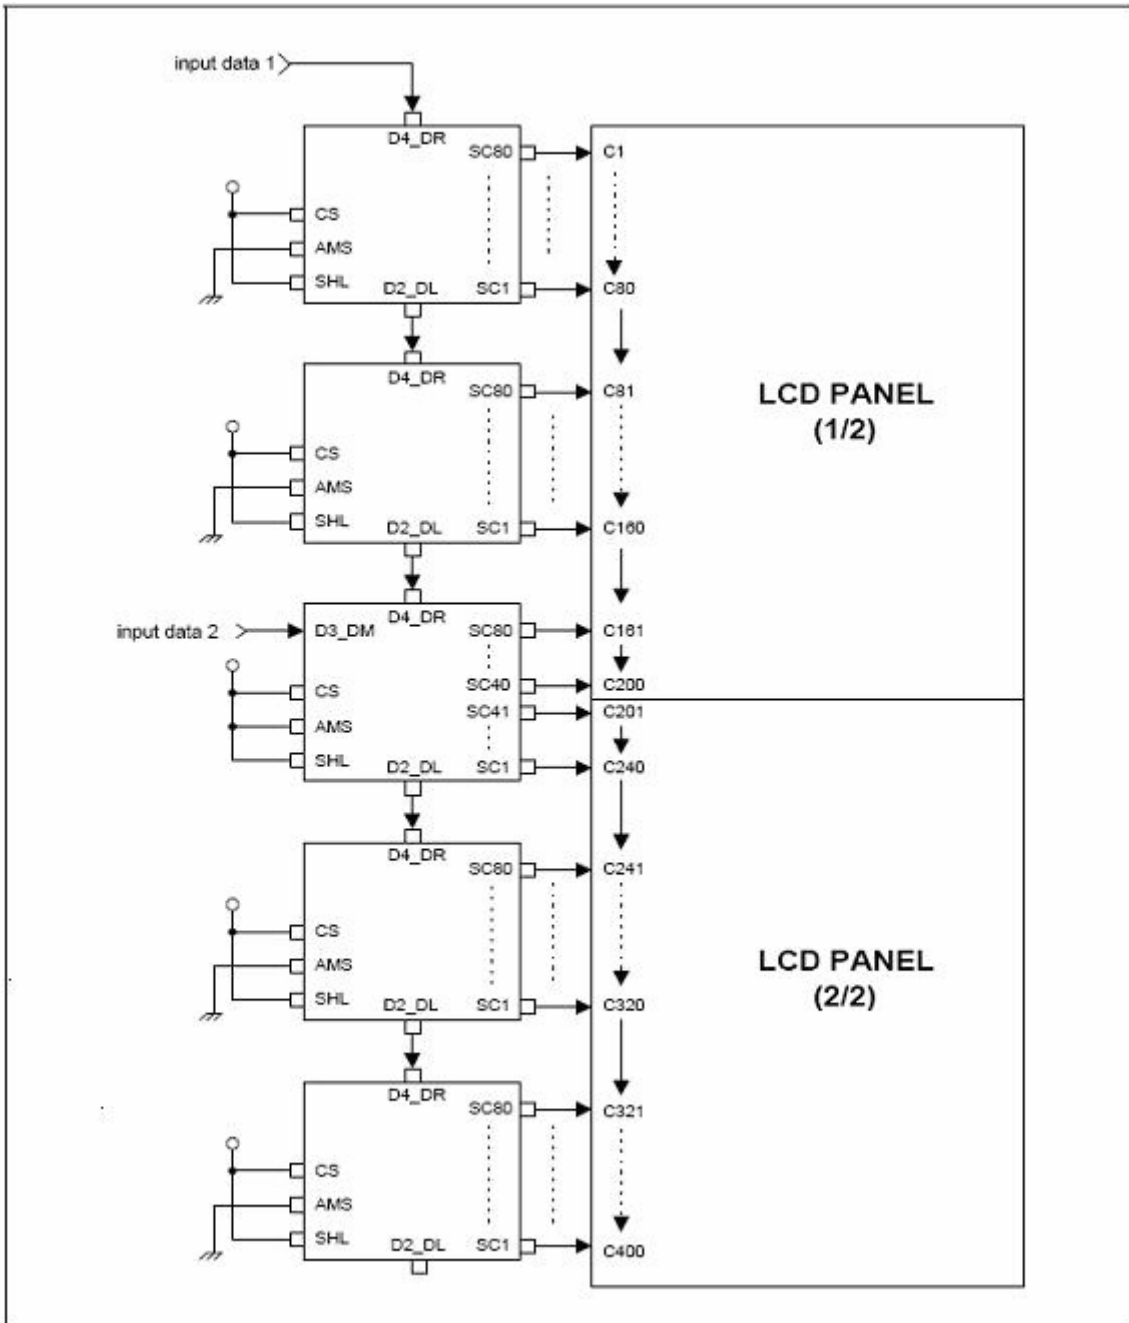 input data 1
D4_DR
SC80
C1
CS
AMS
SHL
D2_DL
SC1
C80
D4_DR
SC80
C81
LCD PANEL
(1/2)
CS
AMS
SHL
D2_DL
SC1
C160
D4_DR
input data 2
D3_DM
SC80
C161
CS
SC40
C200
AMS
SC41
C201
SHL
D2_DL
SC1
C240
D4_DR
SC80
C241
CS
AMS
LCD PANEL
(2/2)
SHL
D2_DL
SC1
C320
D4_DR
SC80
C321
CS
AMS
SHL
D2_DL
SC1
C400